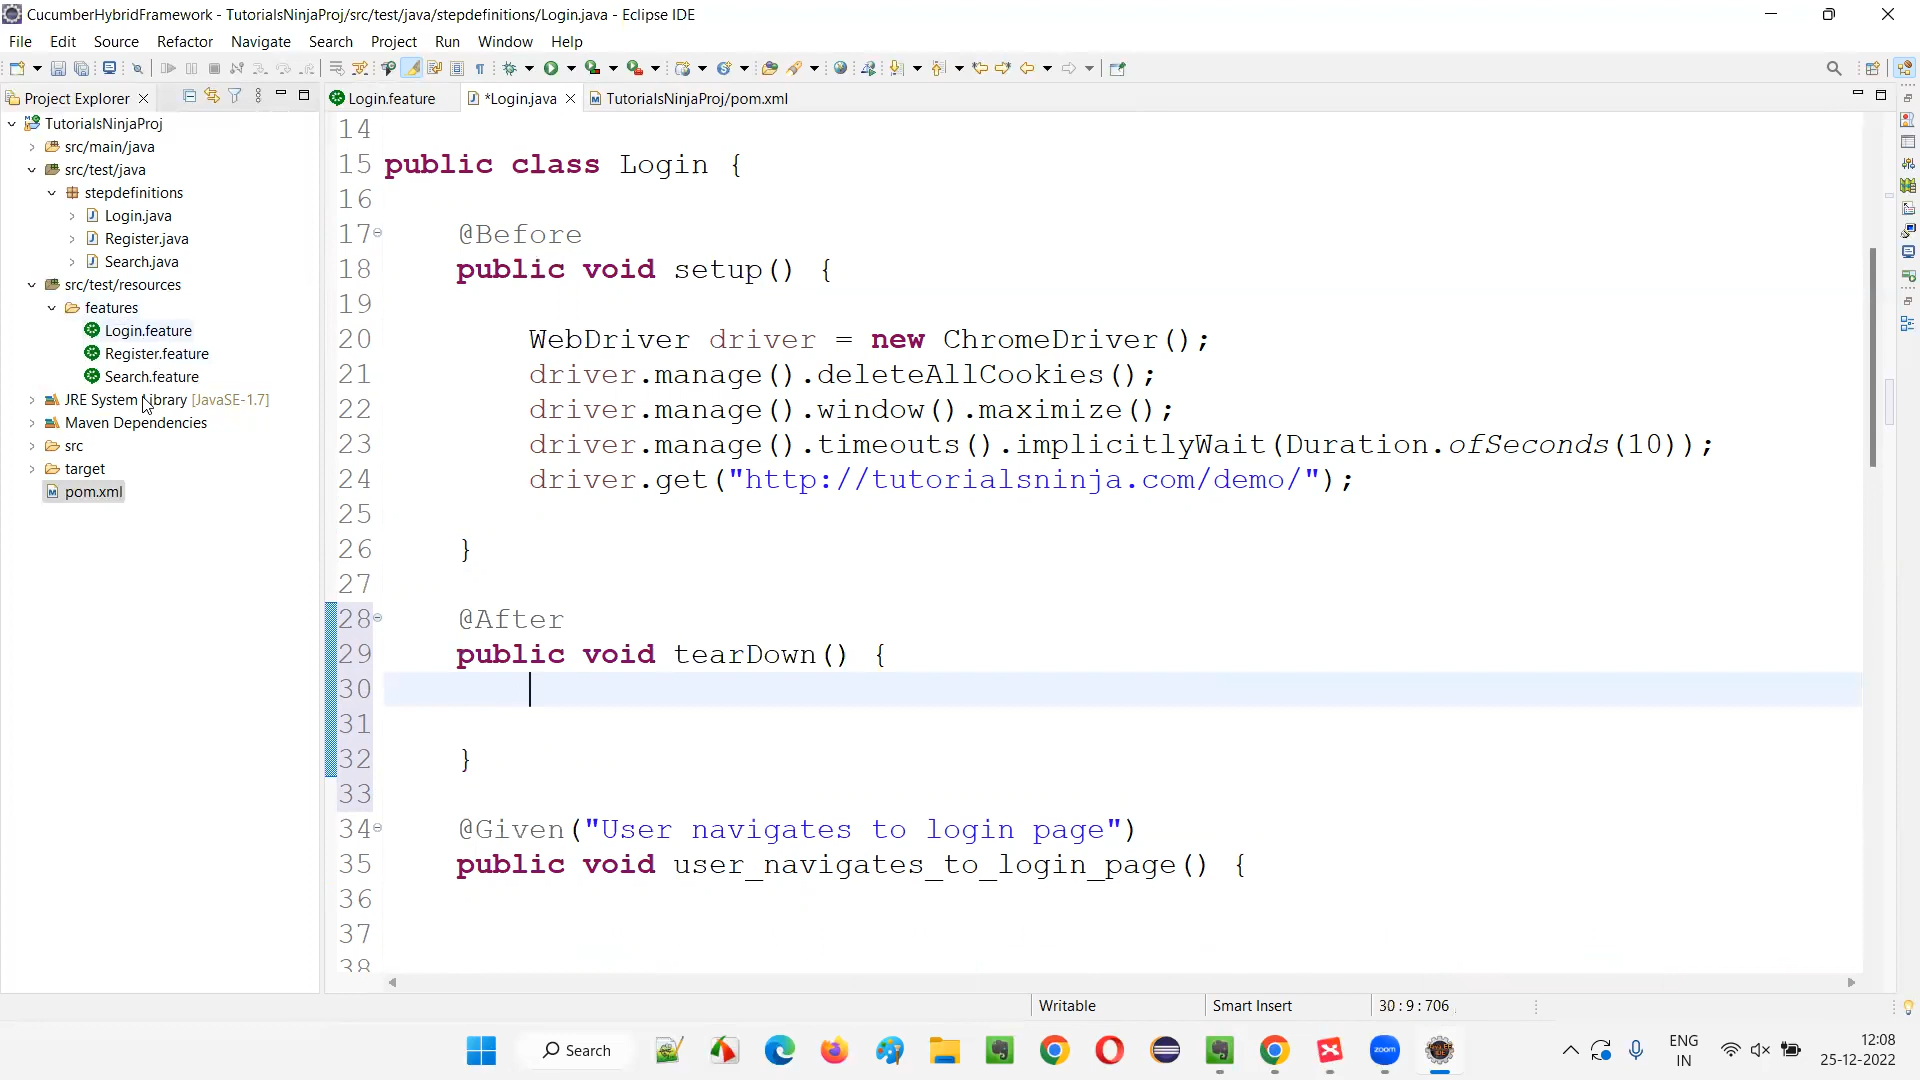 CucumberHybridFramework - TutorialsNinjaProj/src/test/java/stepdefinitions/Login.java - Eclipse IDE
File Edit Source Refactor Navigate Search Project Run Window Help
Project Explorer
Login.feature *Login.java TutorialsNinjaProj/pom.xml
TutorialsNinjaProj
src/main/java
src/test/java
stepdefinitions
Login.java
Register.java
Search.java
src/test/resources
features
Login.feature
Register.feature
Search.feature
JRE System Library [JavaSE-1.7]
Maven Dependencies
src
target
pom.xml
14
15 public class Login {
16
17 @Before
18 public void setup() {
19
20 WebDriver driver = new ChromeDriver();
21 driver.manage().deleteAllCookies();
22 driver.manage().window().maximize();
23 driver.manage().timeouts().implicitlyWait(Duration.ofSeconds(10));
24 driver.get("http://tutorialsninja.com/demo/");
25
26 }
27
28 @After
29 public void tearDown() {
30
31
32 }
33
34 @Given("User navigates to login page")
35 public void user_navigates_to_login_page() {
36
37
38
Writable Smart Insert 30 : 9 : 706
Search
zoom
ENG
IN
12:08
25-12-2022